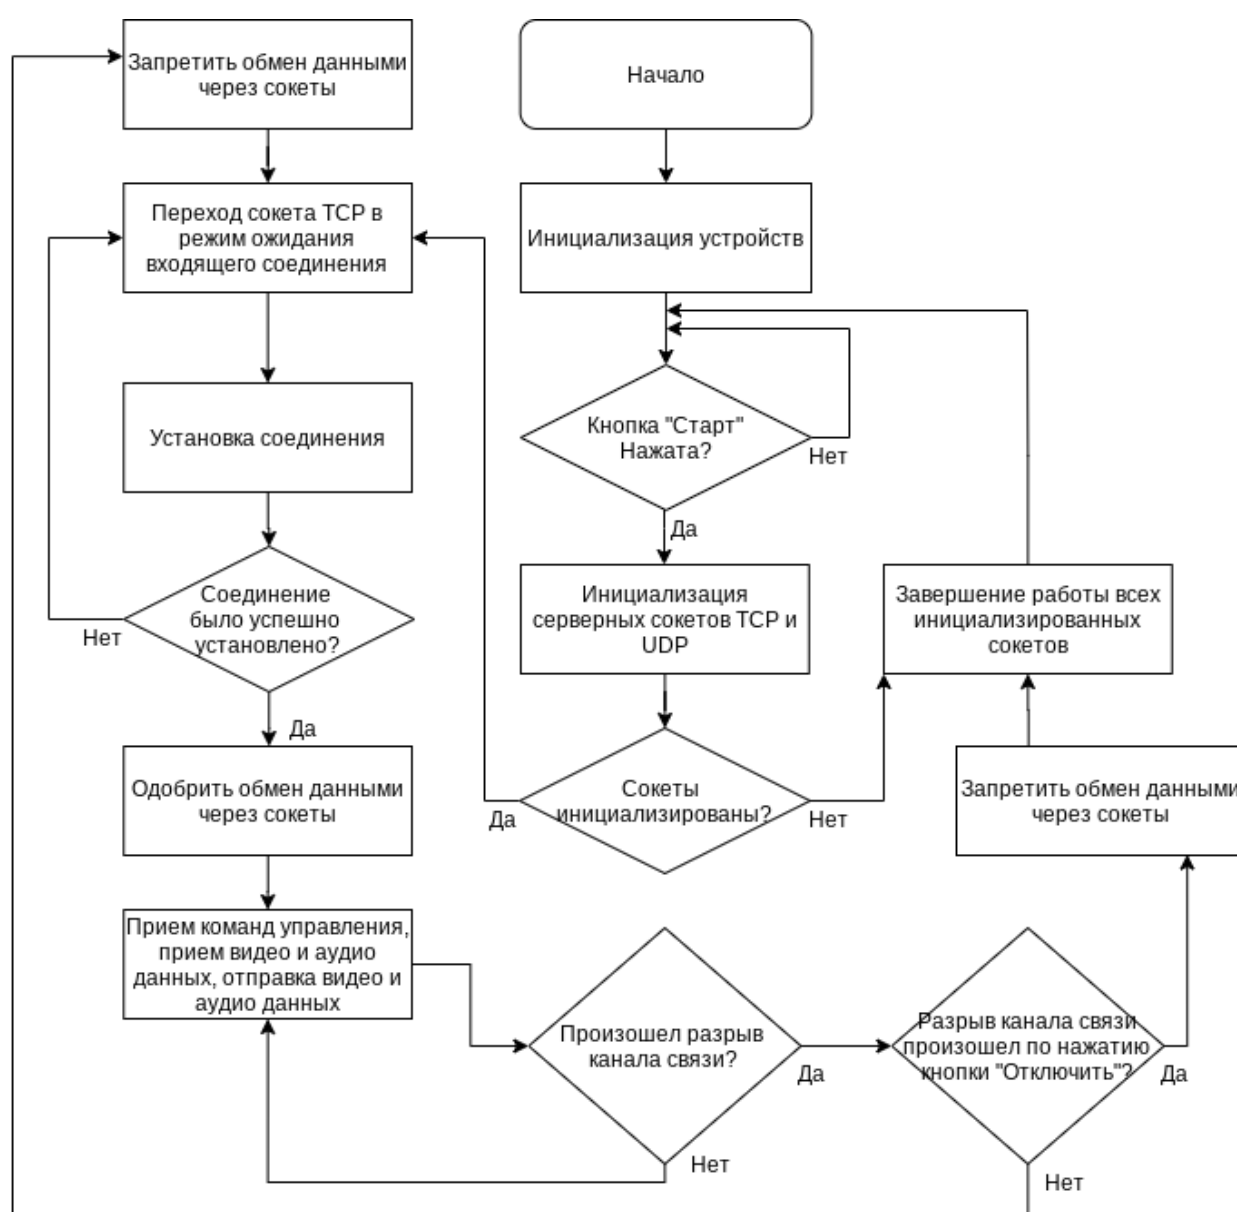 Запретить обмен данными
через сокеты
Начало
Переход сокета TCP в
режим ожидания
входящего соединения
Инициализация устройств
Установка соединения
Кнопка "Старт"
Нажата?
Нет
Да
Соединение
было успешно
установлено?
Нет
Да
Инициализация
серверных сокетов TCP и
UDP
Завершение работы всех
инициализированных
сокетов
Одобрить обмен данными
через сокеты
Сокеты
инициализированы?
Да
Нет
Запретить обмен данными
через сокеты
Прием команд управления,
прием видео и аудио
данных, отправка видео и
аудио данных
Произошел разрыв
канала связи?
Да
Нет
Разрыв канала связи
произошел по нажатию
кнопки "Отключить"?
Да
Нет